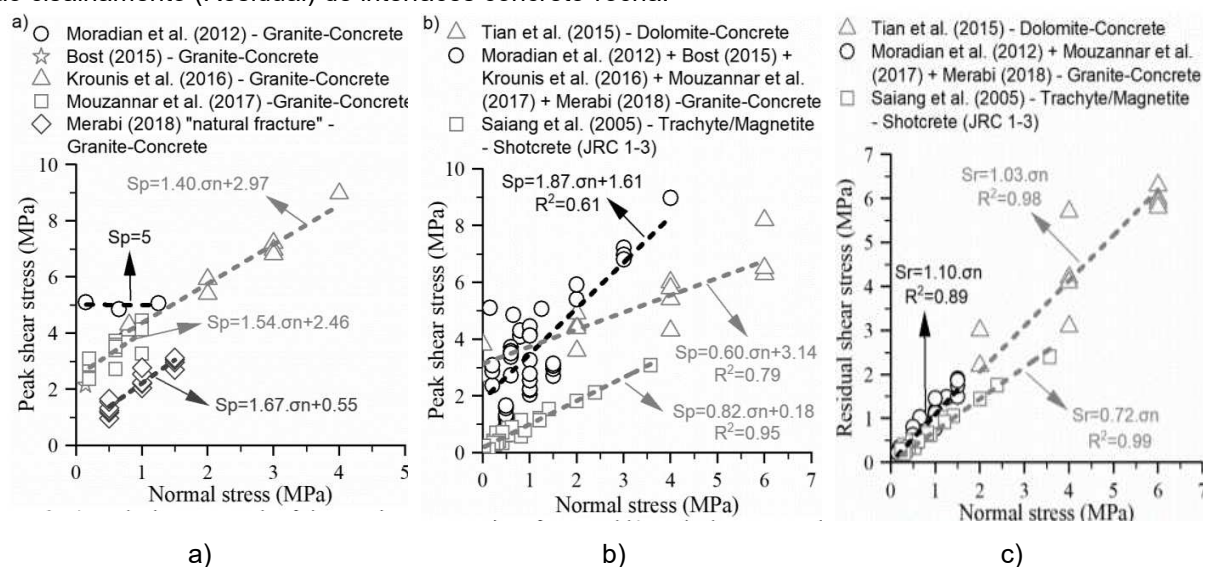 de cisalhamento (Residual) de interfaces concreto-rocha.
a)
Moradian et al. (2012) - Granite-Concrete
Bost (2015) - Granite-Concrete
Krounis et al. (2016) - Granite-Concrete
Mouzannar et al. (2017) -Granite-Concrete
Merabi (2018) "natural fracture" -
Granite-Concrete
10
8
6
4
2
0
Peak shear stress (MPa)
Sp=1.40.σn+2.97
Sp=5
Sp=1.54.σn+2.46
Sp=1.67.σn+0.55
0 1 2 3 4 5
Normal stress (MPa)
b)
Tian et al. (2015) - Dolomite-Concrete
Moradian et al. (2012) + Bost (2015) +
Krounis et al. (2016) + Mouzannar et al.
(2017) + Merabi (2018) -Granite-Concrete
Saiang et al. (2005) - Trachyte/Magnetite
- Shotcrete (JRC 1-3)
10
8
6
4
2
0
Peak shear stress (MPa)
Sp=1.87.σn+1.61
R²=0.61
Sp=0.60.σn+3.14
R²=0.79
Sp=0.82.σn+0.18
R²=0.95
0 1 2 3 4 5 6 7
Normal stress (MPa)
c)
Tian et al. (2015) - Dolomite-Concrete
Moradian et al. (2012) + Mouzannar et al.
(2017) + Merabi (2018) - Granite-Concrete
Saiang et al. (2005) - Trachyte/Magnetite
- Shotcrete (JRC 1-3)
7
6
5
4
3
2
1
0
Residual shear stress (MPa)
Sr=1.03.σn
R²=0.98
Sr=1.10.σn
R²=0.89
Sr=0.72.σn
R²=0.99
0 1 2 3 4 5 6 7
Normal stress (MPa)
a) b) c)